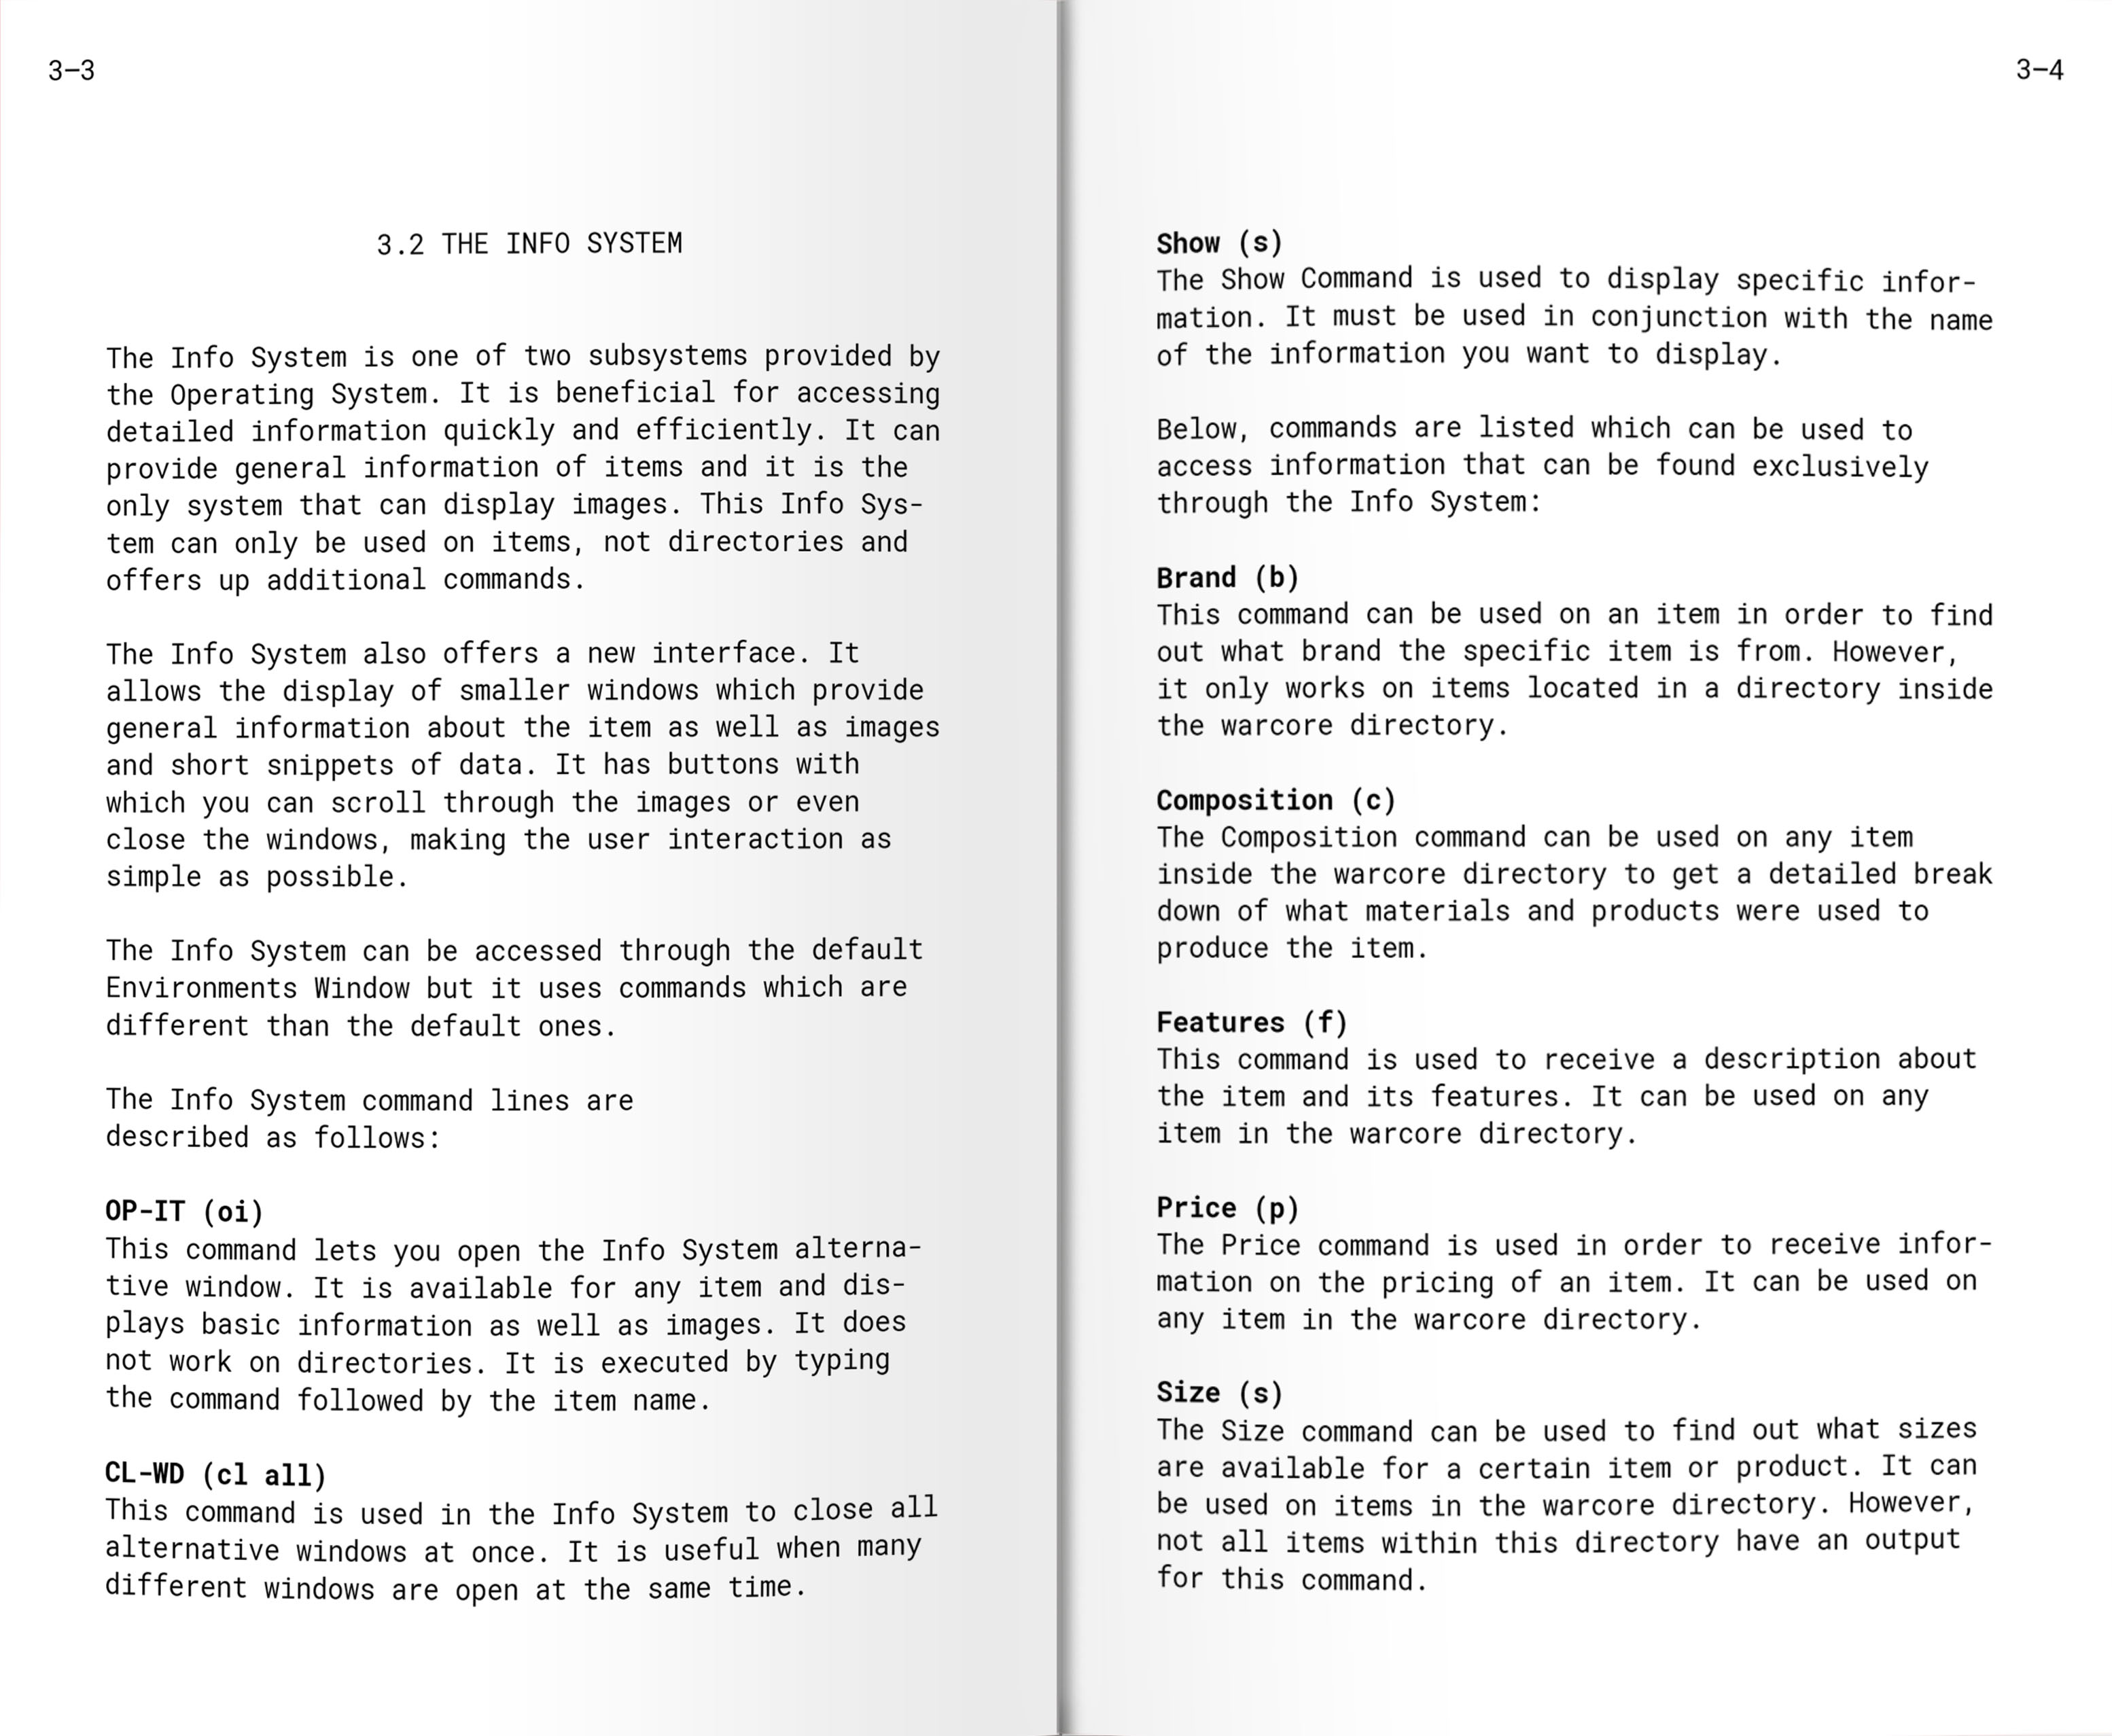 3–3
3.2 THE INFO SYSTEM
The Info System is one of two subsystems provided by
the Operating System. It is beneficial for accessing
detailed information quickly and efficiently. It can
provide general information of items and it is the
only system that can display images. This Info Sys-
tem can only be used on items, not directories and
offers up additional commands.
The Info System also offers a new interface. It
allows the display of smaller windows which provide
general information about the item as well as images
and short snippets of data. It has buttons with
which you can scroll through the images or even
close the windows, making the user interaction as
simple as possible.
The Info System can be accessed through the default
Environments Window but it uses commands which are
different than the default ones.
The Info System command lines are
described as follows:
OP-IT (oi)
This command lets you open the Info System alterna-
tive window. It is available for any item and dis-
plays basic information as well as images. It does
not work on directories. It is executed by typing
the command followed by the item name.
CL-WD (cl all)
This command is used in the Info System to close all
alternative windows at once. It is useful when many
different windows are open at the same time.
3–4
Show (s)
The Show Command is used to display specific infor-
mation. It must be used in conjunction with the name
of the information you want to display.
Below, commands are listed which can be used to
access information that can be found exclusively
through the Info System:
Brand (b)
This command can be used on an item in order to find
out what brand the specific item is from. However,
it only works on items located in a directory inside
the warcore directory.
Composition (c)
The Composition command can be used on any item
inside the warcore directory to get a detailed break
down of what materials and products were used to
produce the item.
Features (f)
This command is used to receive a description about
the item and its features. It can be used on any
item in the warcore directory.
Price (p)
The Price command is used in order to receive infor-
mation on the pricing of an item. It can be used on
any item in the warcore directory.
Size (s)
The Size command can be used to find out what sizes
are available for a certain item or product. It can
be used on items in the warcore directory. However,
not all items within this directory have an output
for this command.